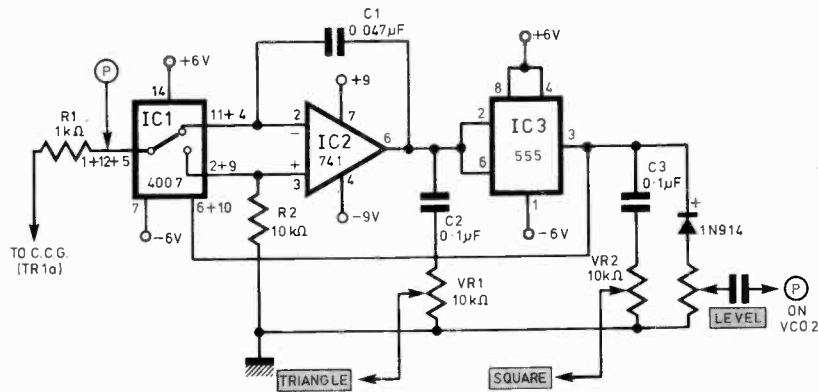 C1
0.047µF
+6V
P
+6V
14
+9
8
4
R1
1kΩ
IC1
11+4
2
–
7
IC2
741
6
2
6
IC3
555
3
1+12+5
2+9
+
3
4
C3
0.1µF
+
4007
7
6+10
R2
10kΩ
–9V
C2
0.1µF
1
–6V
1N914
–6V
TO C.C.G.
(TR1a)
VR1
10kΩ
VR2
10kΩ
P
ON
VCO2
LEVEL
TRIANGLE
SQUARE